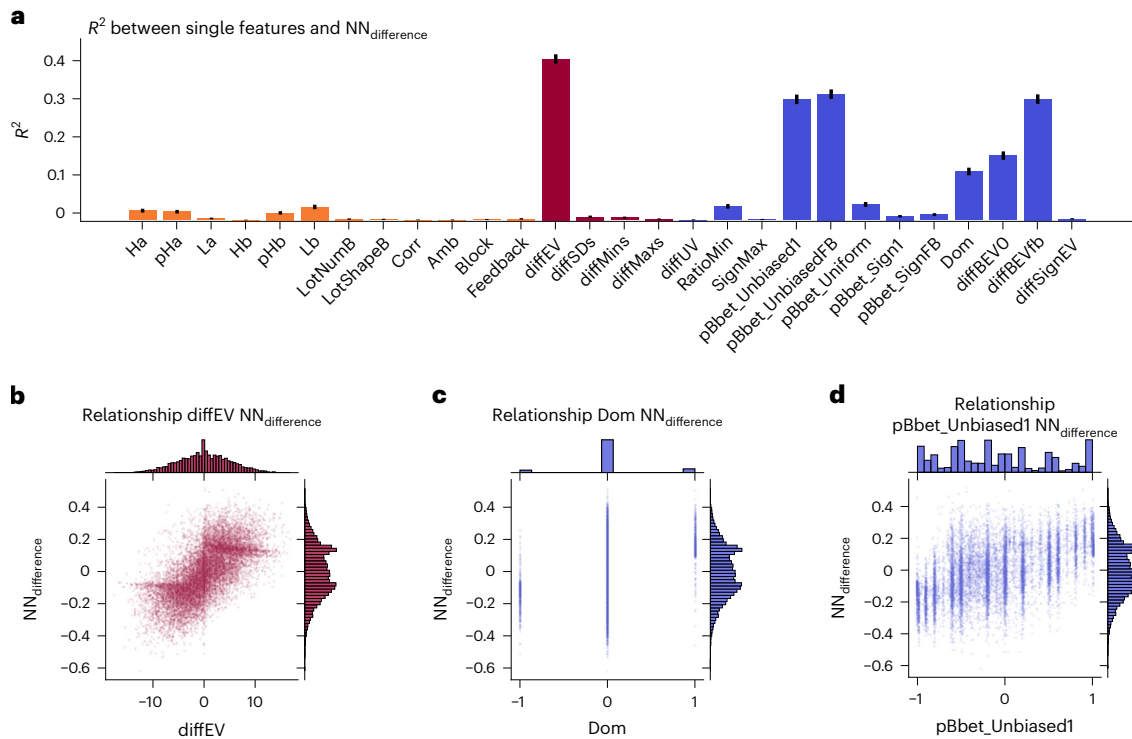 a
R² between single features and NN_difference
0.4
0.3
0.2
0.1
0
R²
Ha
pHa
La
Hb
pHb
Lb
LotNumB
LotShapeB
Corr
Amb
Block
Feedback
diffEV
diffSDs
diffMins
diffMaxs
diffUV
RatioMin
SignMax
pBbet_Unbiased1
pBbet_UnbiasedFB
pBbet_Uniform
pBbet_Sign1
pBbet_SignFB
Dom
diffBEV0
diffBEVfb
diffSignEV
b
Relationship diffEV NN_difference
0.4
0.2
0
−0.2
−0.4
−0.6
NN_difference
−10
0
10
diffEV
c
Relationship Dom NN_difference
0.4
0.2
0
−0.2
−0.4
−0.6
NN_difference
−1
0
1
Dom
d
Relationship
pBbet_Unbiased1 NN_difference
0.4
0.2
0
−0.2
−0.4
−0.6
NN_difference
−1
0
1
pBbet_Unbiased1